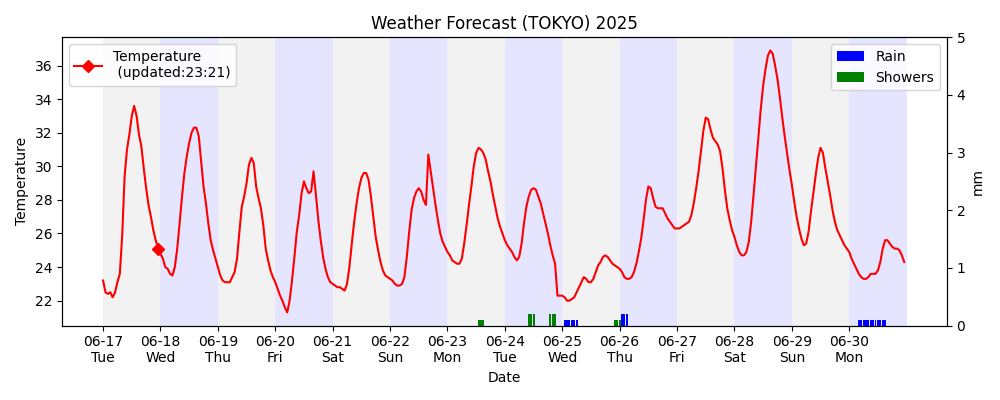 Weather Forecast (TOKYO) 2025
Temperature
(updated:23:21)
Rain
Showers
Temperature
36
34
32
30
28
26
24
22
5
4
3
2
1
0
mm
06-17 06-18 06-19 06-20 06-21 06-22 06-23 06-24 06-25 06-26 06-27 06-28 06-29 06-30
Tue Wed Thu Fri Sat Sun Mon Tue Wed Thu Fri Sat Sun Mon
Date